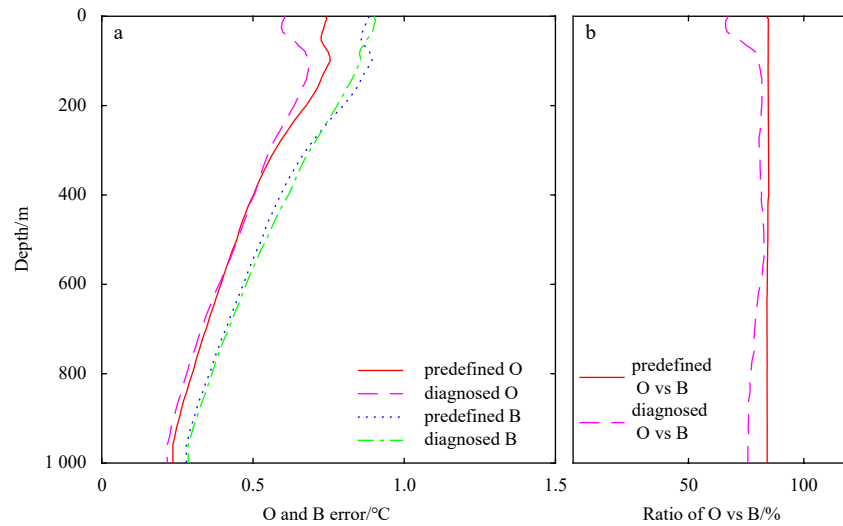 a
b
0
200
400
600
800
1 000
Depth/m
predefined O
diagnosed O
predefined B
diagnosed B
0
0.5
1.0
1.5
O and B error/°C
predefined
O vs B
diagnosed
O vs B
50
100
Ratio of O vs B/%